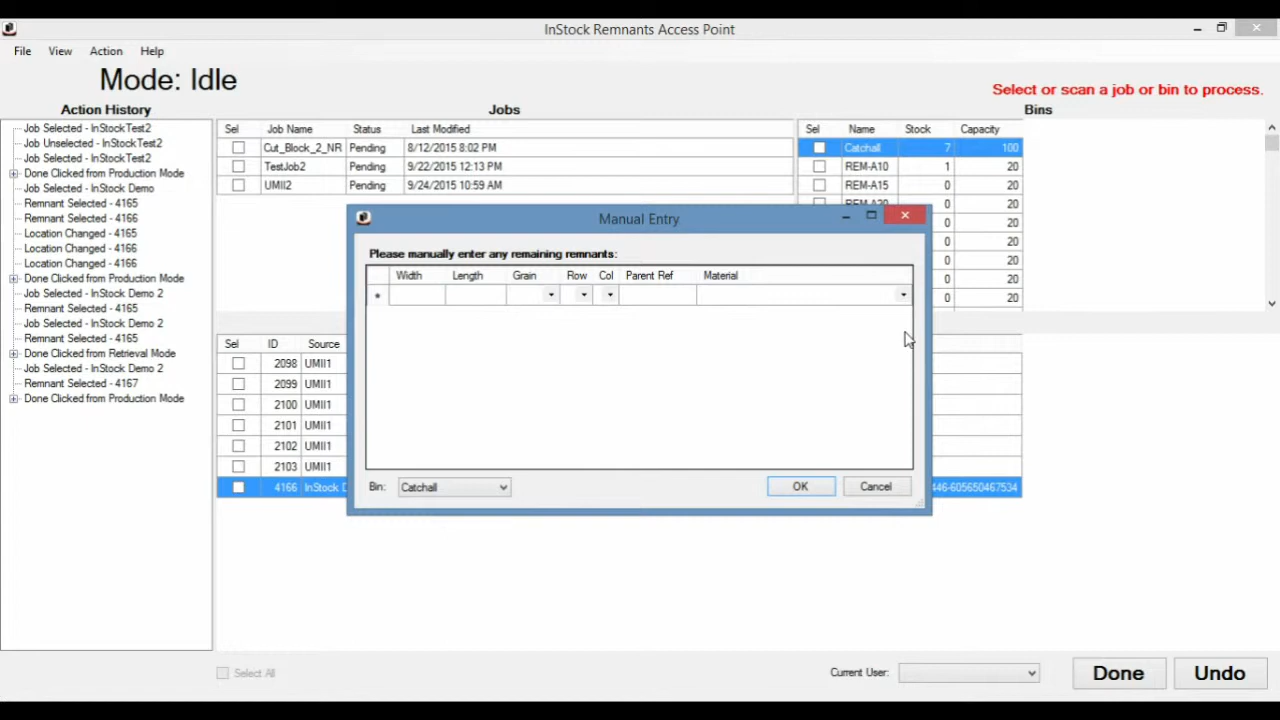 InStock Remnants Access Point
File View Action Help
Mode: Idle
Select or scan a job or bin to process.
Action History
Job Selected - InStockTest2
Job Unselected - InStockTest2
Job Selected - InStockTest2
Done Clicked from Production Mode
Job Selected - InStock Demo
Remnant Selected - 4165
Remnant Selected - 4166
Location Changed - 4165
Location Changed - 4166
Location Changed - 4165
Done Clicked from Production Mode
Job Selected - InStock Demo 2
Remnant Selected - 4165
Job Selected - InStock Demo 2
Remnant Selected - 4165
Done Clicked from Retrieval Mode
Job Selected - InStock Demo 2
Remnant Selected - 4167
Done Clicked from Production Mode
Jobs
Sel Job Name Status Last Modified
Cut_Block_2_NR Pending 8/12/2015 8:02 PM
TestJob2 Pending 9/22/2015 12:13 PM
UMII2 Pending 9/24/2015 10:59 AM
Bins
Sel Name Stock Capacity
Catchall 7 100
REM-A10 1 20
REM-A15 0 20
REM-A20 0 20
0 20
0 20
0 20
0 20
0 20
Manual Entry
Please manually enter any remaining remnants:
Width Length Grain Row Col Parent Ref Material
*
Bin: Catchall OK Cancel
Sel ID Source
2098 UMII1
2099 UMII1
2100 UMII1
2101 UMII1
2102 UMII1
2103 UMII1
4166 InStock D 446-605650467534
Select All
Current User:
Done Undo